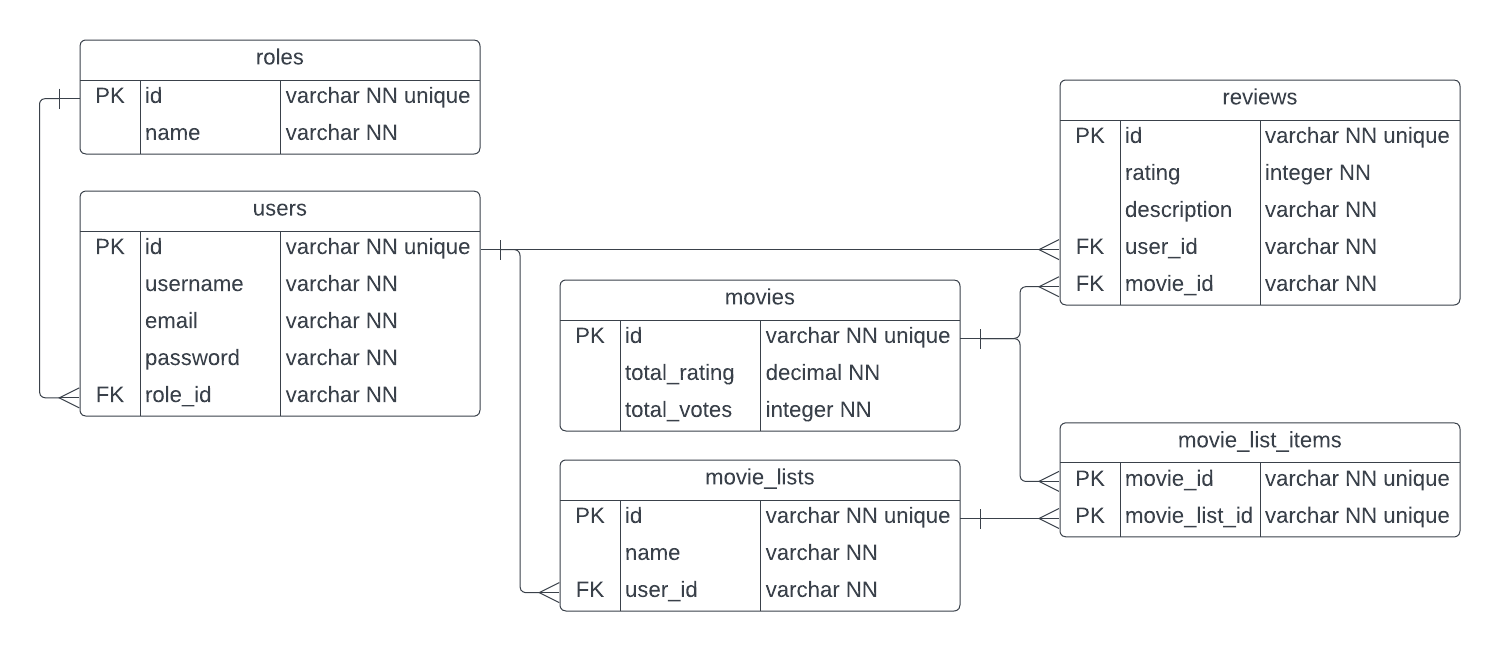 roles
PK id varchar NN unique
name varchar NN
users
PK id varchar NN unique
username varchar NN
email varchar NN
password varchar NN
FK role_id varchar NN
movies
PK id varchar NN unique
total_rating decimal NN
total_votes integer NN
movie_lists
PK id varchar NN unique
name varchar NN
FK user_id varchar NN
reviews
PK id varchar NN unique
rating integer NN
description varchar NN
FK user_id varchar NN
FK movie_id varchar NN
movie_list_items
PK movie_id varchar NN unique
PK movie_list_id varchar NN unique